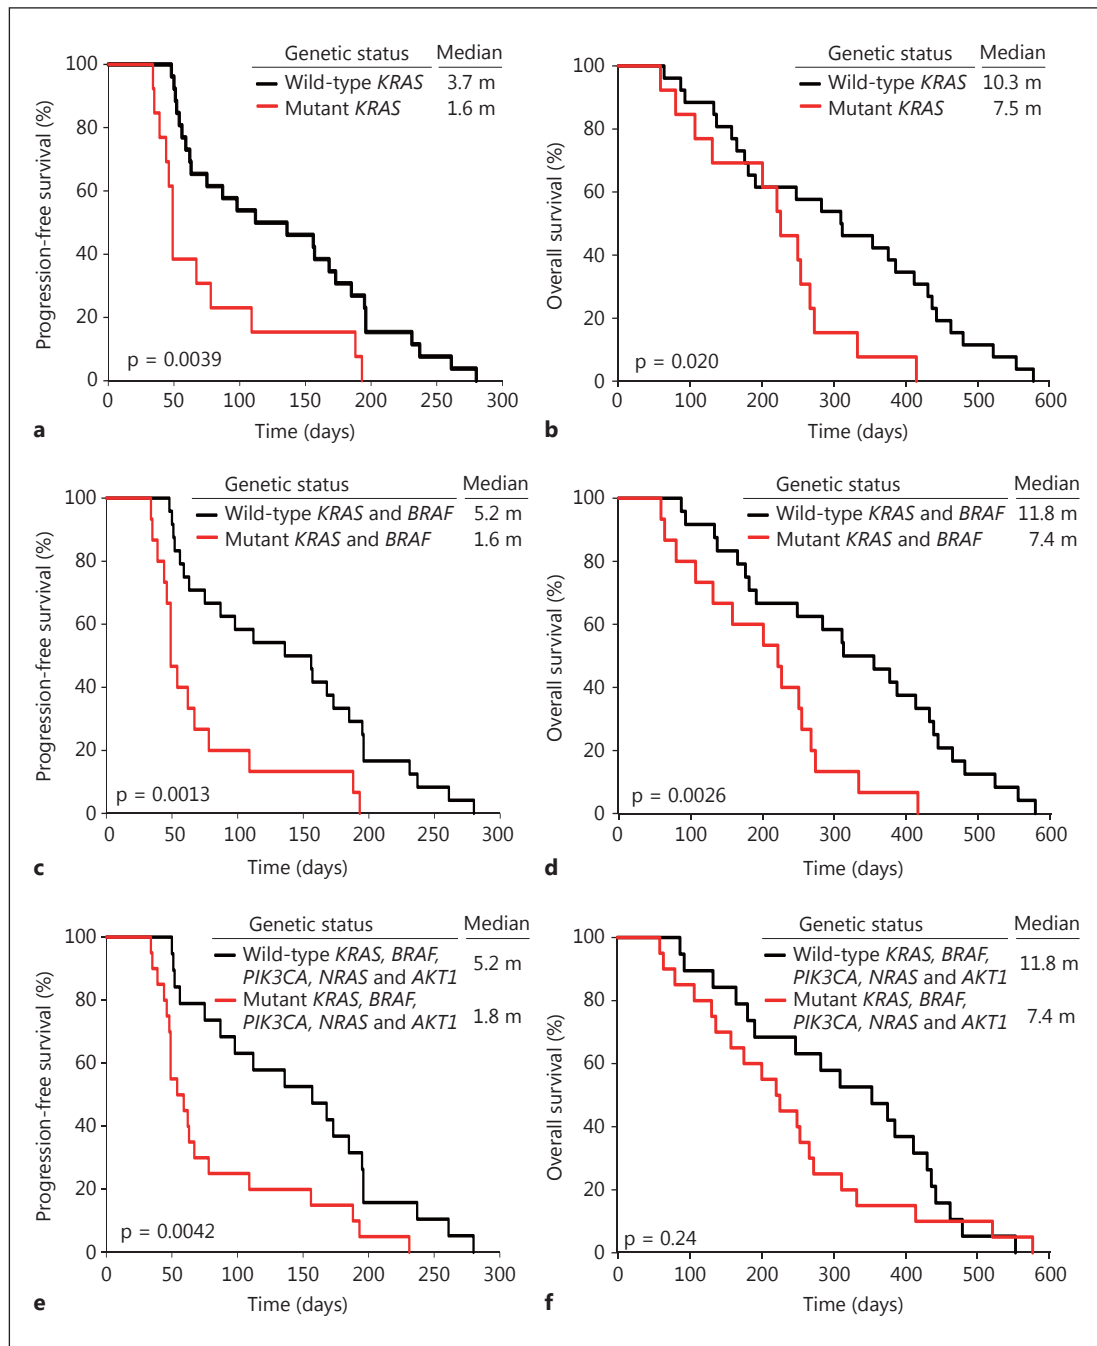 Genetic status Median
Wild-type KRAS 3.7 m
Mutant KRAS 1.6 m
Progression-free survival (%)
100
80
60
40
20
0
p = 0.0039
0 50 100 150 200 250 300
Time (days)
a
Genetic status Median
Wild-type KRAS 10.3 m
Mutant KRAS 7.5 m
Overall survival (%)
100
80
60
40
20
0
p = 0.020
0 100 200 300 400 500 600
Time (days)
b
Genetic status Median
Wild-type KRAS and BRAF 5.2 m
Mutant KRAS and BRAF 1.6 m
Progression-free survival (%)
100
80
60
40
20
0
p = 0.0013
0 50 100 150 200 250 300
Time (days)
c
Genetic status Median
Wild-type KRAS and BRAF 11.8 m
Mutant KRAS and BRAF 7.4 m
Overall survival (%)
100
80
60
40
20
0
p = 0.0026
0 100 200 300 400 500 600
Time (days)
d
Genetic status Median
Wild-type KRAS, BRAF,
PIK3CA, NRAS and AKT1 5.2 m
Mutant KRAS, BRAF,
PIK3CA, NRAS and AKT1 1.8 m
Progression-free survival (%)
100
80
60
40
20
0
p = 0.0042
0 50 100 150 200 250 300
Time (days)
e
Genetic status Median
Wild-type KRAS, BRAF,
PIK3CA, NRAS and AKT1 11.8 m
Mutant KRAS, BRAF,
PIK3CA, NRAS and AKT1 7.4 m
Overall survival (%)
100
80
60
40
20
0
p = 0.24
0 100 200 300 400 500 600
Time (days)
f